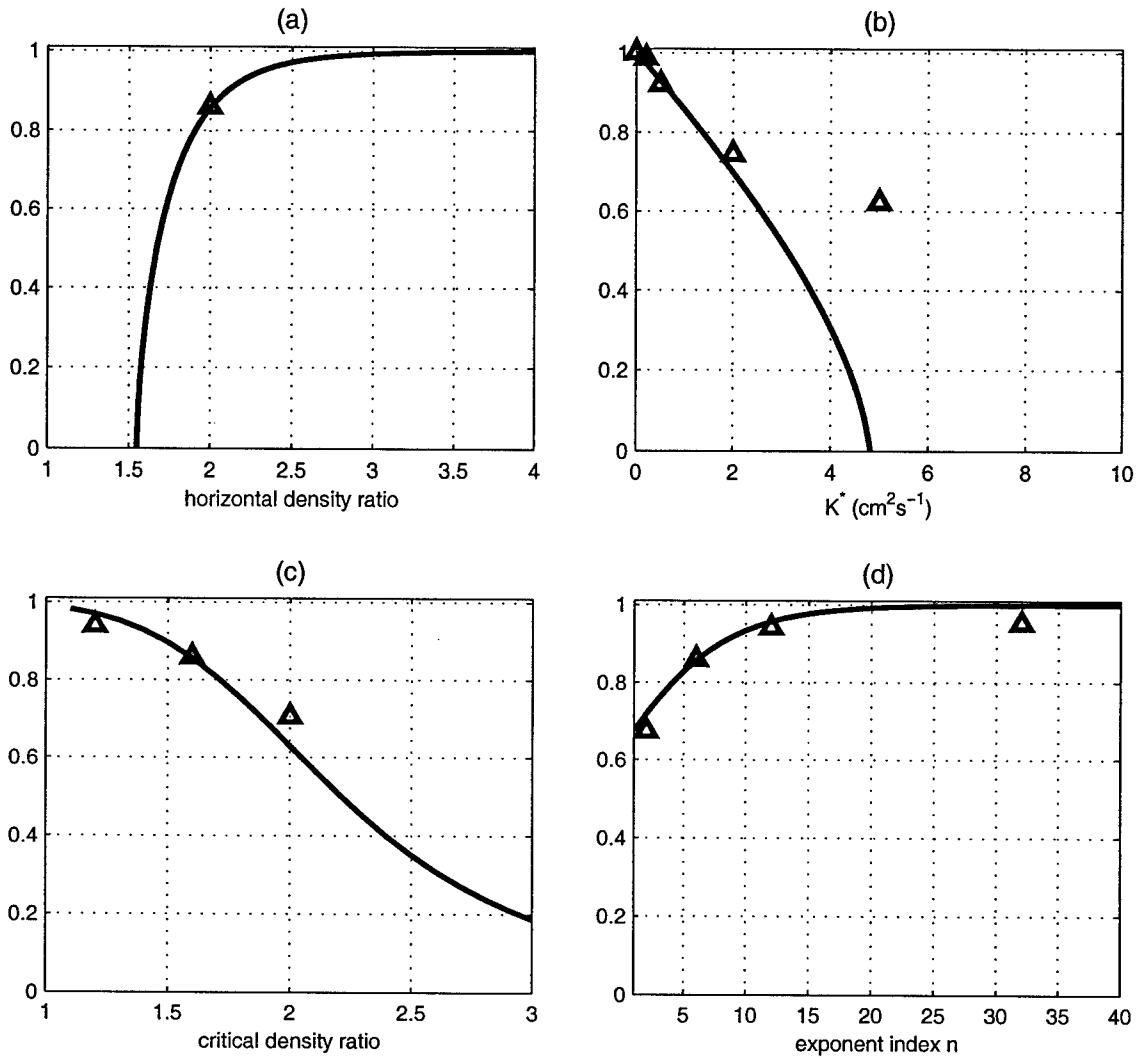 (a)
1
0.8
0.6
0.4
0.2
0
1 1.5 2 2.5 3 3.5 4
horizontal density ratio
(b)
1
0.8
0.6
0.4
0.2
0
0 2 4 6 8 10
K* (cm²s⁻¹)
(c)
1
0.8
0.6
0.4
0.2
0
1 1.5 2 2.5 3
critical density ratio
(d)
1
0.8
0.6
0.4
0.2
0
5 10 15 20 25 30 35 40
exponent index n